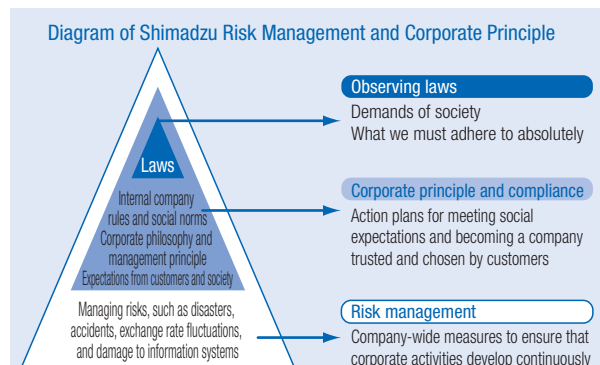 Diagram of Shimadzu Risk Management and Corporate Principle
Laws
Internal company
rules and social norms
Corporate philosophy and
management principle
Expectations from customers and society
Managing risks, such as disasters,
accidents, exchange rate fluctuations,
and damage to information systems
Observing laws
Demands of society
What we must adhere to absolutely
Corporate principle and compliance
Action plans for meeting social
expectations and becoming a company
trusted and chosen by customers
Risk management
Company-wide measures to ensure that
corporate activities develop continuously